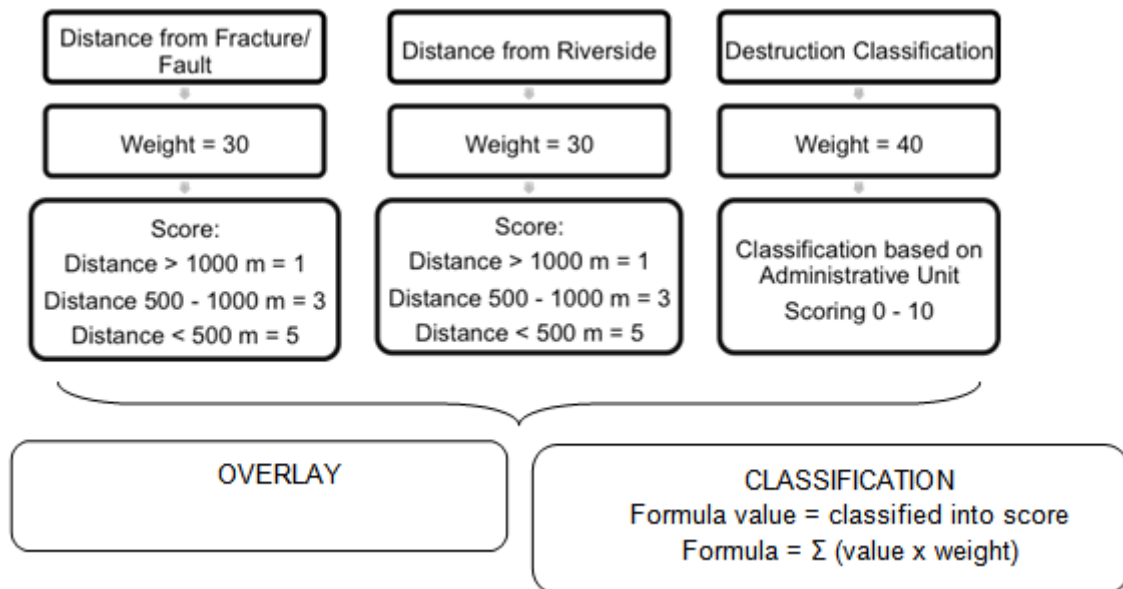 Distance from Fracture/
Fault
Weight = 30
Score:
Distance > 1000 m = 1
Distance 500 - 1000 m = 3
Distance < 500 m = 5
Distance from Riverside
Weight = 30
Score:
Distance > 1000 m = 1
Distance 500 - 1000 m = 3
Distance < 500 m = 5
Destruction Classification
Weight = 40
Classification based on
Administrative Unit
Scoring 0 - 10
OVERLAY
CLASSIFICATION
Formula value = classified into score
Formula = Σ (value x weight)